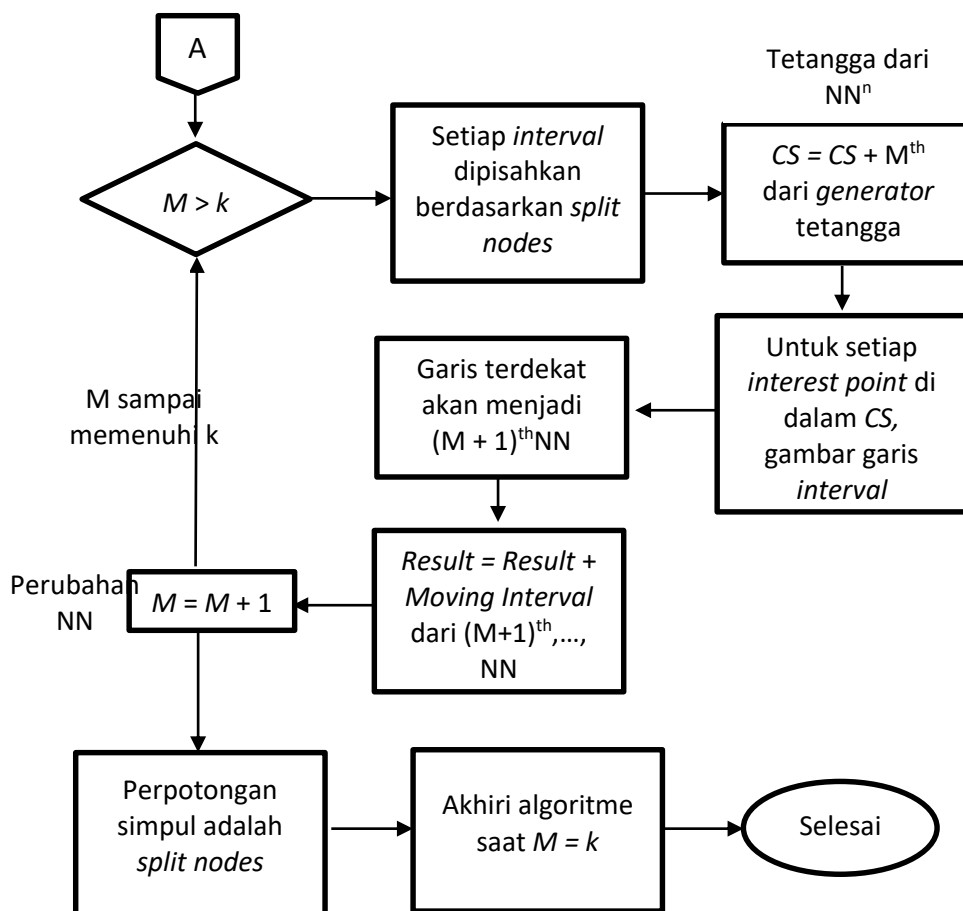 A
M > k
Setiap interval
dipisahkan
berdasarkan split
nodes
Tetangga dari
NNⁿ
CS = CS + Mᵗʰ
dari generator
tetangga
Untuk setiap
interest point di
dalam CS,
gambar garis
interval
Garis terdekat
akan menjadi
(M + 1)ᵗʰNN
M sampai
memenuhi k
Result = Result +
Moving Interval
dari (M+1)ᵗʰ,...,
NN
Perubahan
NN
M = M + 1
Perpotongan
simpul adalah
split nodes
Akhiri algoritme
saat M = k
Selesai